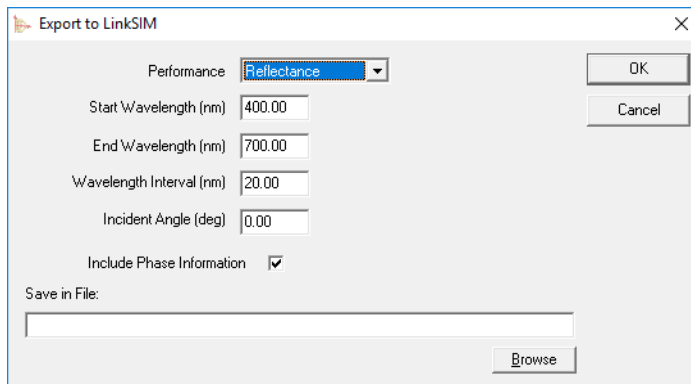 Export to LinkSIM
Performance Reflectance OK
Start Wavelength (nm) 400.00 Cancel
End Wavelength (nm) 700.00
Wavelength Interval (nm) 20.00
Incident Angle (deg) 0.00
Include Phase Information
Save in File:
Browse